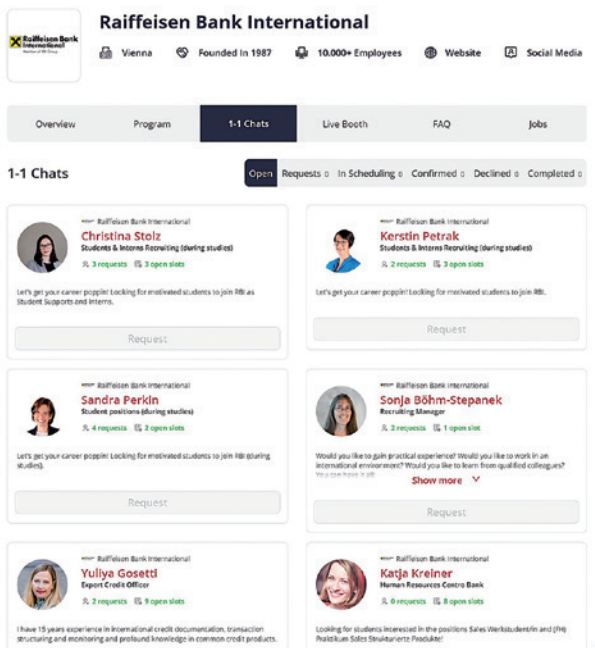 Raiffeisen Bank International
Raiffeisen Bank
International
Member of RBI Group
Vienna
Founded In 1987
10.000+ Employees
Website
Social Media
Overview
Program
1-1 Chats
Live Booth
FAQ
Jobs
1-1 Chats
Open
Requests 0
In Scheduling 0
Confirmed 0
Declined 0
Completed 0
Raiffeisen Bank International
Christina Stolz
Students & Interns Recruiting (during studies)
3 requests 3 open slots
Let's get your career poppin! Looking for motivated students to join RBI as
Student Supports and Interns.
Request
Raiffeisen Bank International
Kerstin Petrak
Students & Interns Recruiting (during studies)
2 requests 3 open slots
Let's get your career poppin! Looking for motivated students to join RBI.
Request
Raiffeisen Bank International
Sandra Perkin
Student positions (during studies)
4 requests 2 open slots
Let's get your career poppin! Looking for motivated students to join RBI (during
studies).
Request
Raiffeisen Bank International
Sonja Böhm-Stepanek
Recruiting Manager
2 requests 1 open slot
Would you like to gain practical experience? Would you like to work in an
international environment? Would you like to learn from qualified colleagues?
You can have it all!
Show more
Request
Raiffeisen Bank International
Yuliya Gosetti
Export Credit Officer
2 requests 9 open slots
I have 15 years experience in international credit documentation, transaction
structuring and monitoring and profound knowledge in common credit products.
Raiffeisen Bank International
Katja Kreiner
Human Resources Centro Bank
0 requests 8 open slots
Looking for students interested in the positions Sales Werkstudent/in and (FH)
Praktikum Sales Strukturierte Produkte!